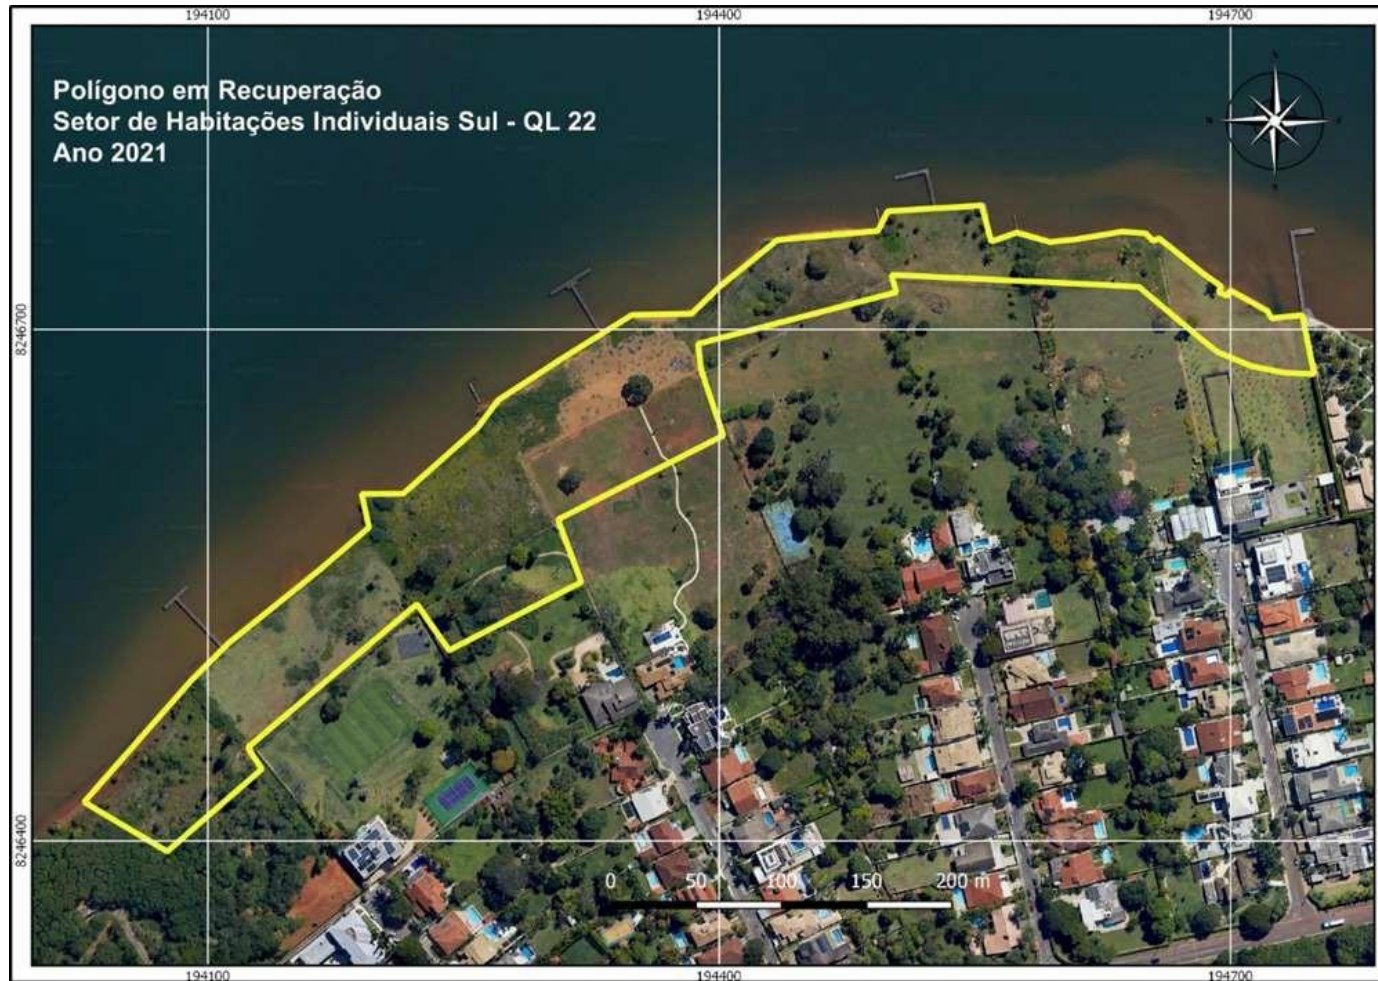 194100
194400
194700
Polígono em Recuperação
Setor de Habitações Individuais Sul - QL 22
Ano 2021
8246700
8246400
0 50 100 150 200 m
194100
194400
194700